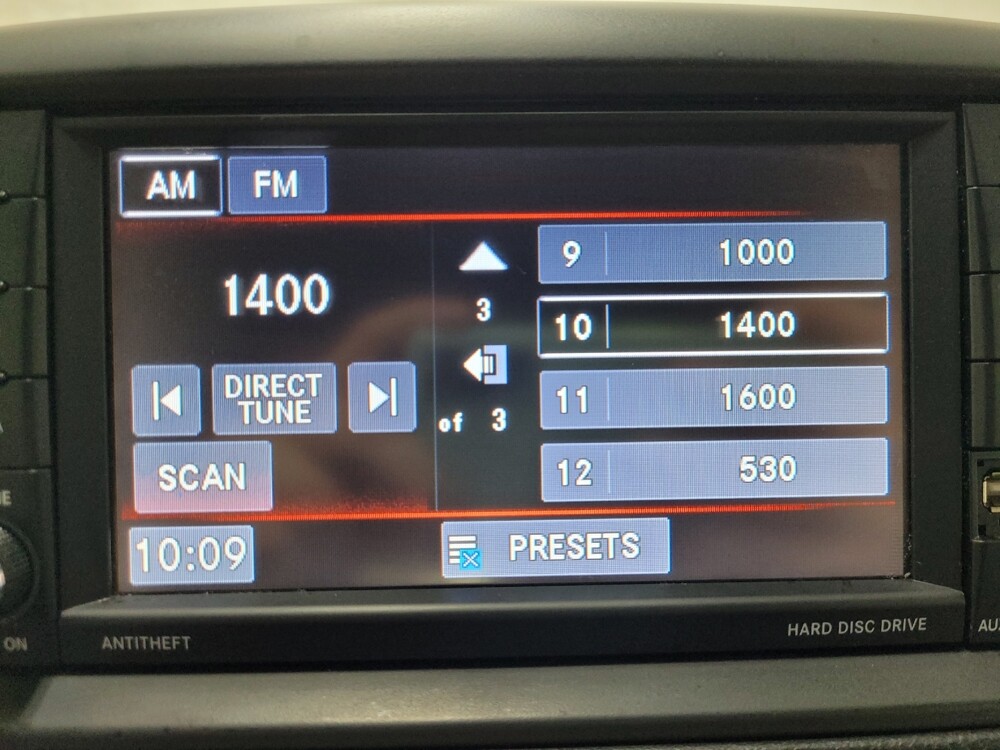 AM FM
1400
3
of 3
DIRECT
TUNE
SCAN
9 1000
10 1400
11 1600
12 530
10:09
PRESETS
ON
ANTITHEFT
HARD DISC DRIVE